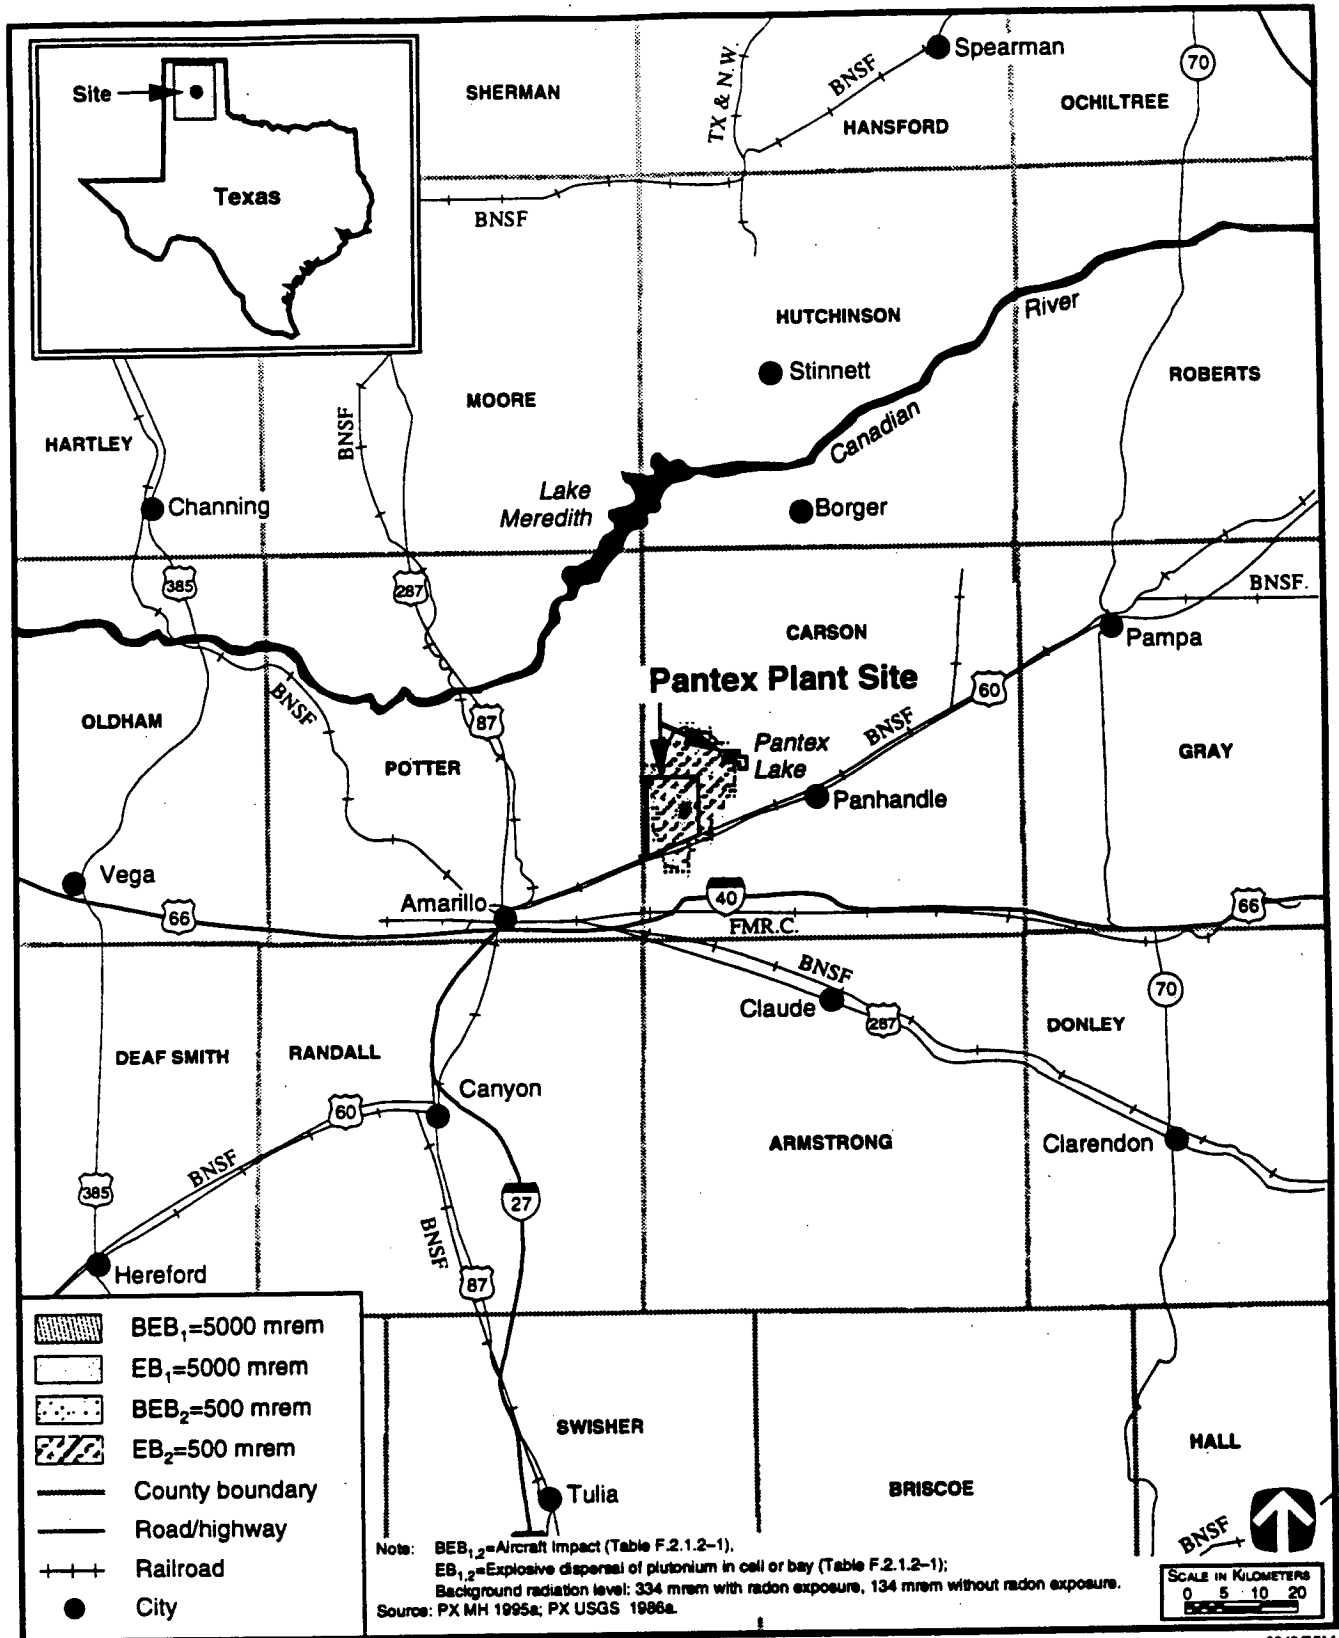 Site
Texas
SHERMAN
TX & N.W.
BNSF
Spearman
HANSFORD
OCHILTREE
70
BNSF
HUTCHINSON
River
Stinnett
ROBERTS
MOORE
BNSF
HARTLEY
Canadian
Channing
Lake
Meredith
Borger
385
287
BNSF.
CARSON
Pampa
Pantex Plant Site
60
BNSF
OLDHAM
87
BNSF
Pantex
Lake
GRAY
POTTER
Panhandle
Vega
Amarillo
40
66
66
FMR.C.
BNSF
Claude
70
287
DONLEY
DEAF SMITH
RANDALL
Canyon
60
ARMSTRONG
Clarendon
BNSF
385
27
BNSF
Hereford
87
BEB1=5000 mrem
EB1=5000 mrem
BEB2=500 mrem
EB2=500 mrem
County boundary
Road/highway
Railroad
City
SWISHER
HALL
BRISCOE
Tulia
BNSF
Note: BEB1,2=Aircraft Impact (Table F.2.1.2–1),
EB1,2=Explosive dispersal of plutonium in cell or bay (Table F.2.1.2–1);
Background radiation level: 334 mrem with radon exposure, 134 mrem without radon exposure.
Source: PX MH 1995a; PX USGS 1986a.
SCALE IN KILOMETERS
0 5 10 20